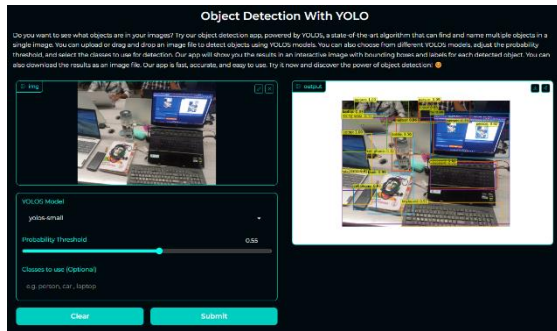 Object Detection With YOLO
Do you want to see what objects are in your images? Try our object detection app, powered by YOLOS, a state-of-the-art algorithm that can find and name multiple objects in a
single image. You can upload or drag and drop an image file to detect objects using YOLOS models. You can also choose from different YOLOS models, adjust the probability
threshold, and select the classes to use for detection. Our app will show you the results in an interactive image with bounding boxes and labels for each detected object. You can
also download the results as an image file. Our app is fast, accurate, and easy to use. Try it now and discover the power of object detection! 😍
img
output
YOLOS Model
yolos-small
Probability Threshold
0.55
Classes to use (Optional)
e.g. person, car, laptop
Clear
Submit